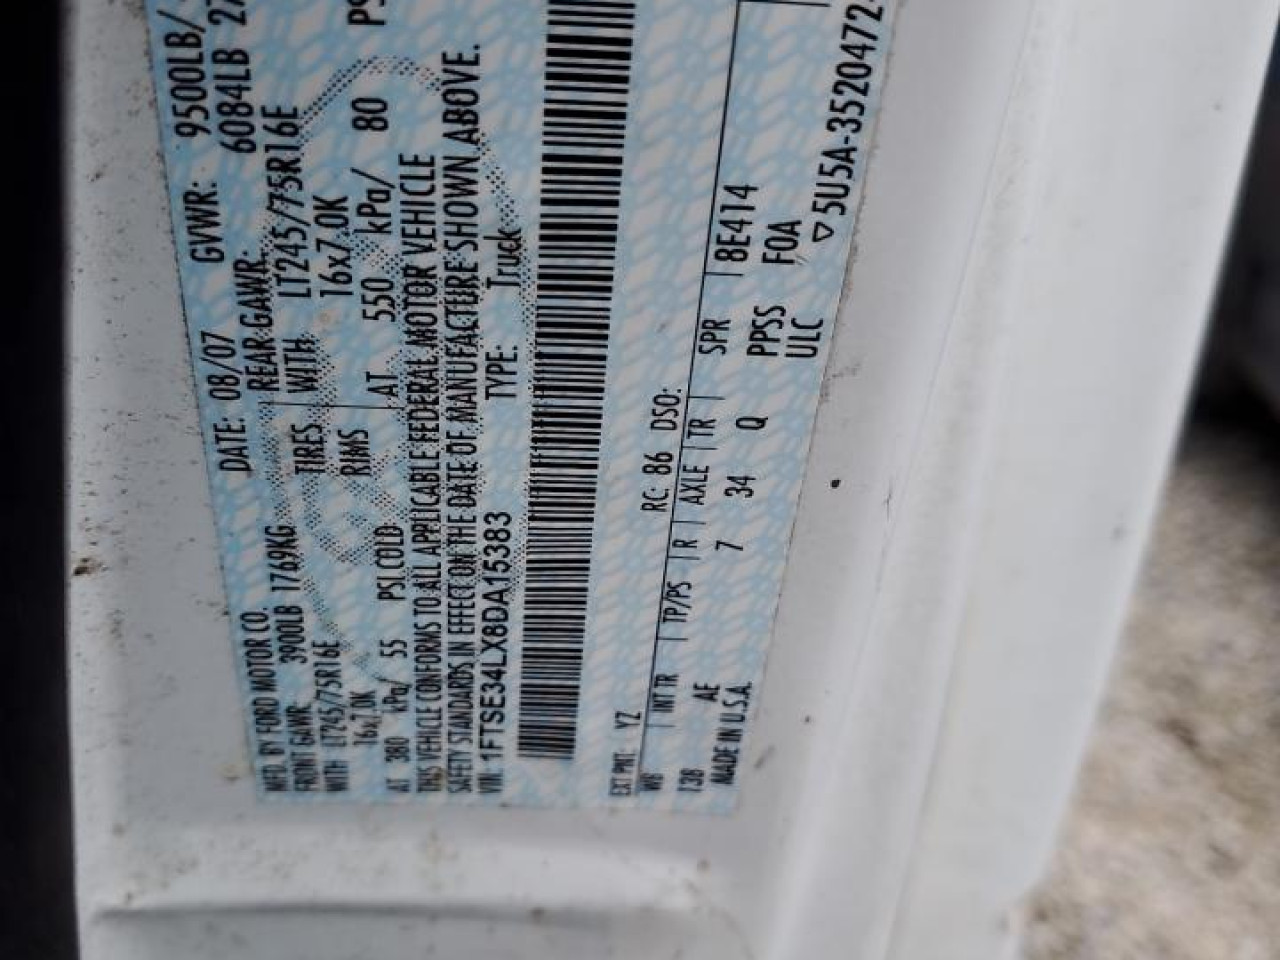 MFD. BY FORD MOTOR CO. DATE: 08/07 GVWR: 9500LB/
FRONT GAWR: 3900LB 1769KG REAR GAWR: 6084LB 27
WITH LT245/75R16E TIRES WITH LT245/75R16E
16x7.0K RIMS 16x7.0K
AT 380 kPa/ 55 PSI COLD AT 550 kPa/ 80 PS
THIS VEHICLE CONFORMS TO ALL APPLICABLE FEDERAL MOTOR VEHICLE
SAFETY STANDARDS IN EFFECT ON THE DATE OF MANUFACTURE SHOWN ABOVE.
VIN: 1FTSE34LX8DA15383 TYPE: Truck
EXT PNT: YZ RC: 86 DSO:
WB INT TR TP/PS R AXLE TR SPR 8E414
138 AE 7 34 Q PPSS FOA
MADE IN U.S.A. ULC ▽5U5A-3520472-